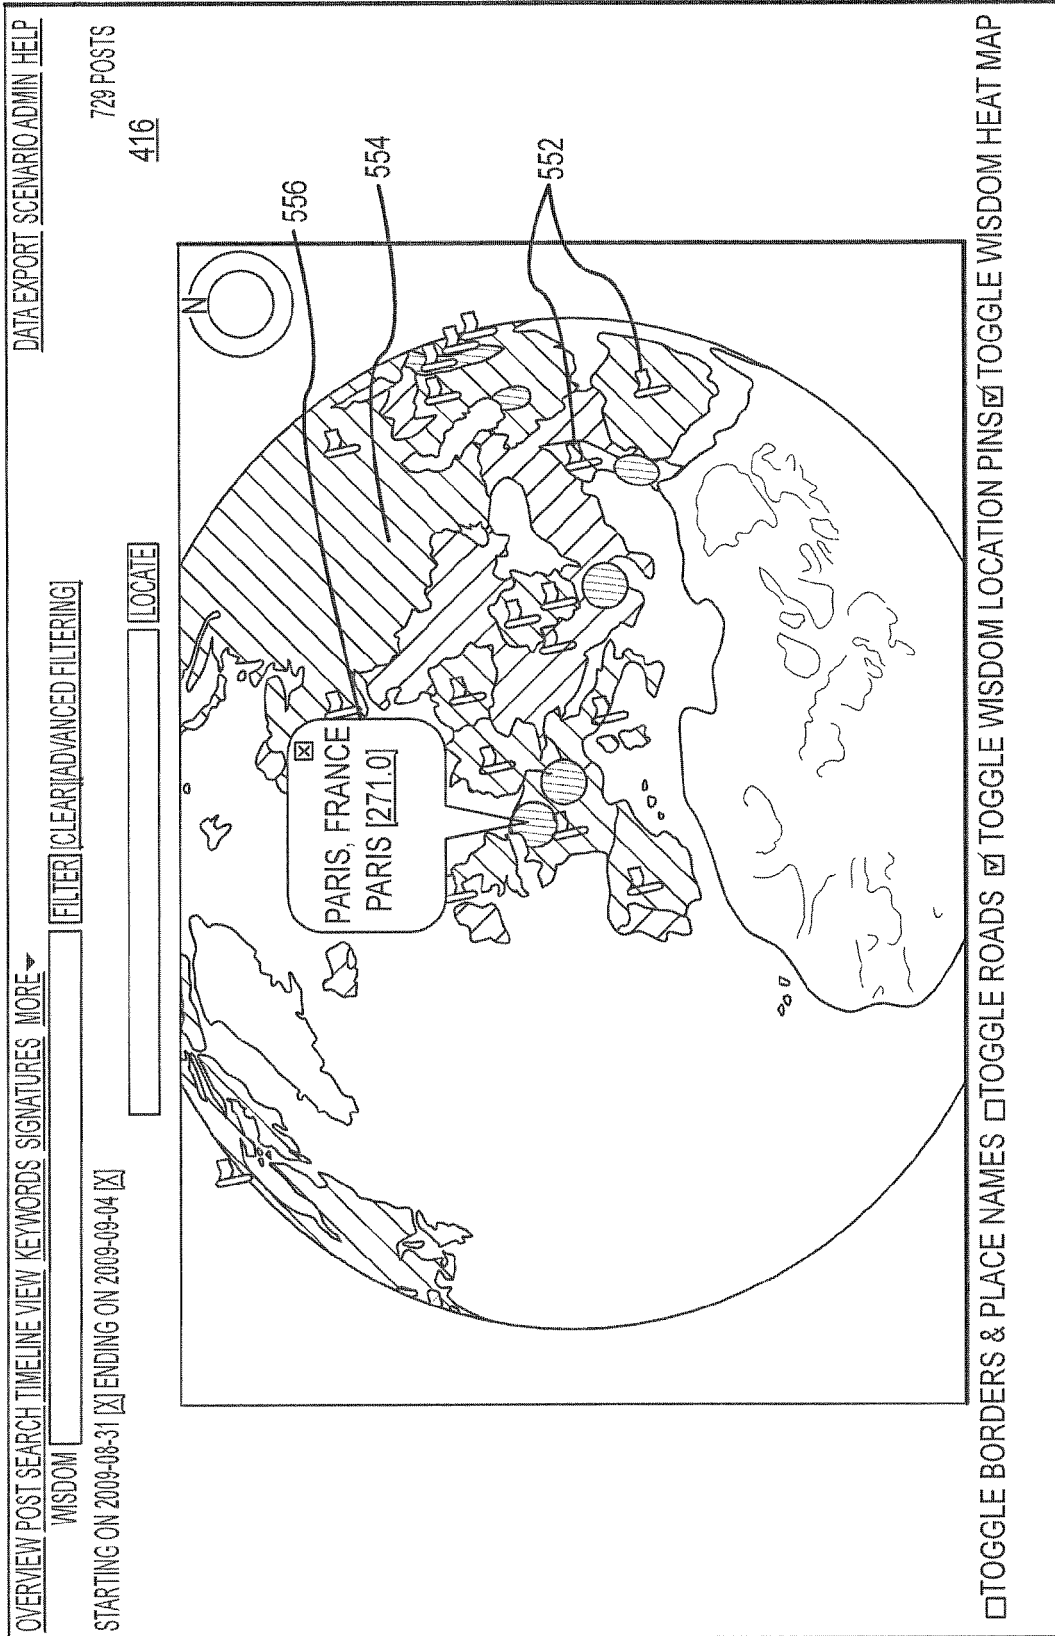 OVERVIEW POST SEARCH TIMELINE VIEW KEYWORDS SIGNATURES MORE▾ DATA EXPORT SCENARIO ADMIN HELP
WISDOM FILTER [CLEAR][ADVANCED FILTERING]
STARTING ON 2009-08-31 [X] ENDING ON 2009-09-04 [X] 729 POSTS
416
LOCATE
N
556
PARIS, FRANCE
PARIS [271.0]
554
552
☐TOGGLE BORDERS & PLACE NAMES ☐TOGGLE ROADS ☑ TOGGLE WISDOM LOCATION PINS ☑TOGGLE WISDOM HEAT MAP